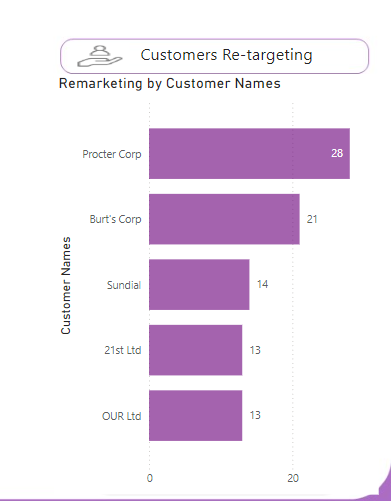 Customers Re-targeting
Remarketing by Customer Names
Customer Names
Procter Corp
28
Burt's Corp
21
Sundial
14
21st Ltd
13
OUR Ltd
13
0
20